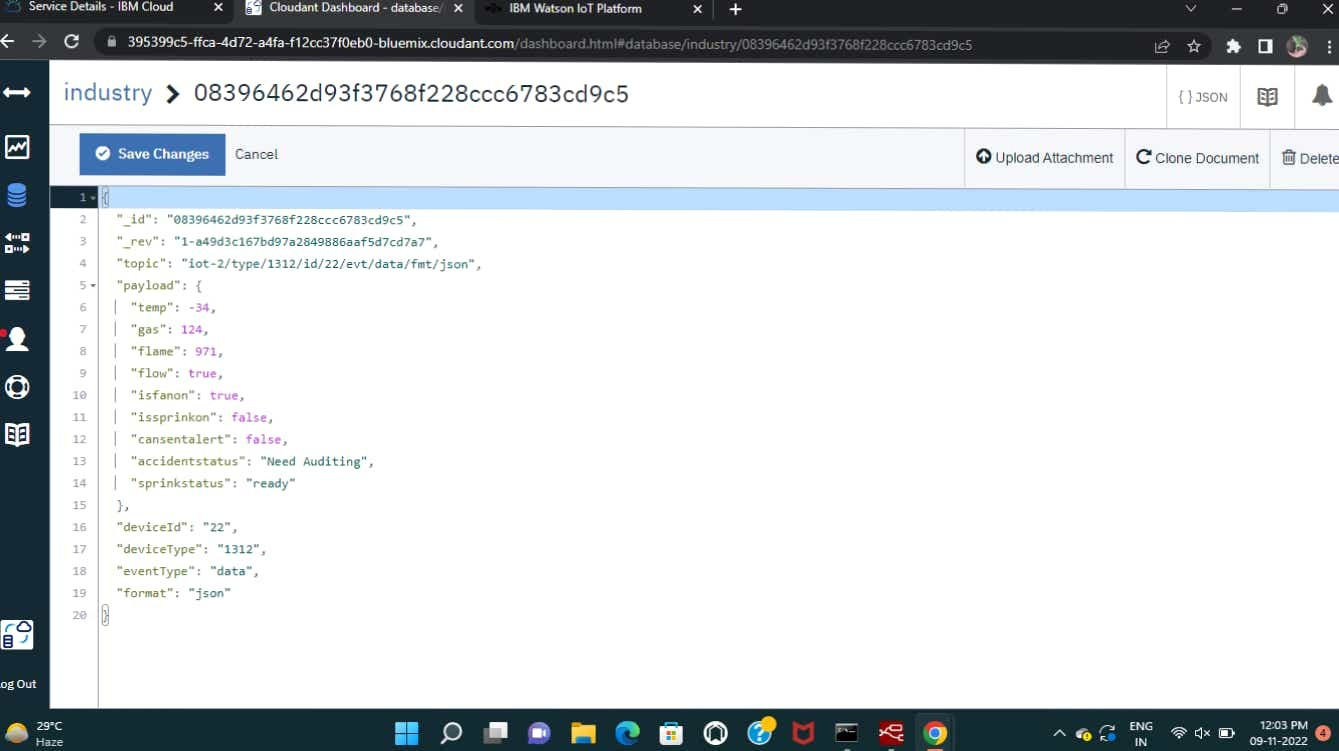 Service Details - IBM Cloud
Cloudant Dashboard - database/
IBM Watson IoT Platform
395399c5-ffca-4d72-a4fa-f12cc37f0eb0-bluemix.cloudant.com/dashboard.html#database/industry/08396462d93f3768f228ccc6783cd9c5
industry > 08396462d93f3768f228ccc6783cd9c5
{ } JSON
Save Changes
Cancel
Upload Attachment
Clone Document
Delete
1 {
2 "_id": "08396462d93f3768f228ccc6783cd9c5",
3 "_rev": "1-a49d3c167bd97a2849886aaf5d7cd7a7",
4 "topic": "iot-2/type/1312/id/22/evt/data/fmt/json",
5 "payload": {
6 "temp": -34,
7 "gas": 124,
8 "flame": 971,
9 "flow": true,
10 "isfanon": true,
11 "issprinkon": false,
12 "cansentalert": false,
13 "accidentstatus": "Need Auditing",
14 "sprinkstatus": "ready"
15 },
16 "deviceId": "22",
17 "deviceType": "1312",
18 "eventType": "data",
19 "format": "json"
20 }
og Out
29°C
Haze
ENG
IN
12:03 PM
09-11-2022
4